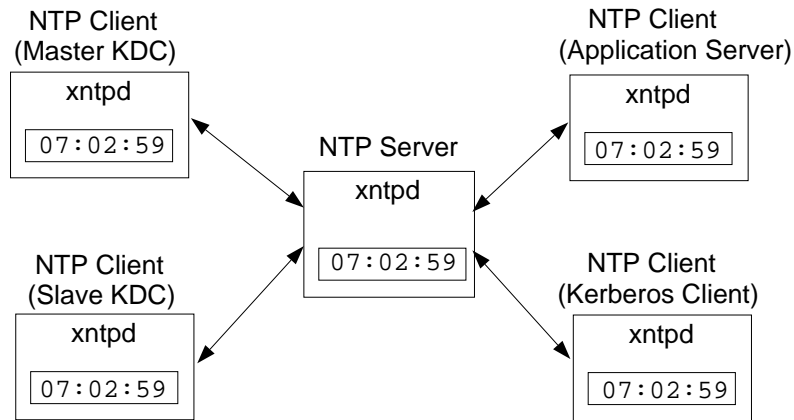 NTP Client
(Master KDC)
xntpd
07:02:59
NTP Client
(Application Server)
xntpd
07:02:59
NTP Server
xntpd
07:02:59
NTP Client
(Slave KDC)
xntpd
07:02:59
NTP Client
(Kerberos Client)
xntpd
07:02:59